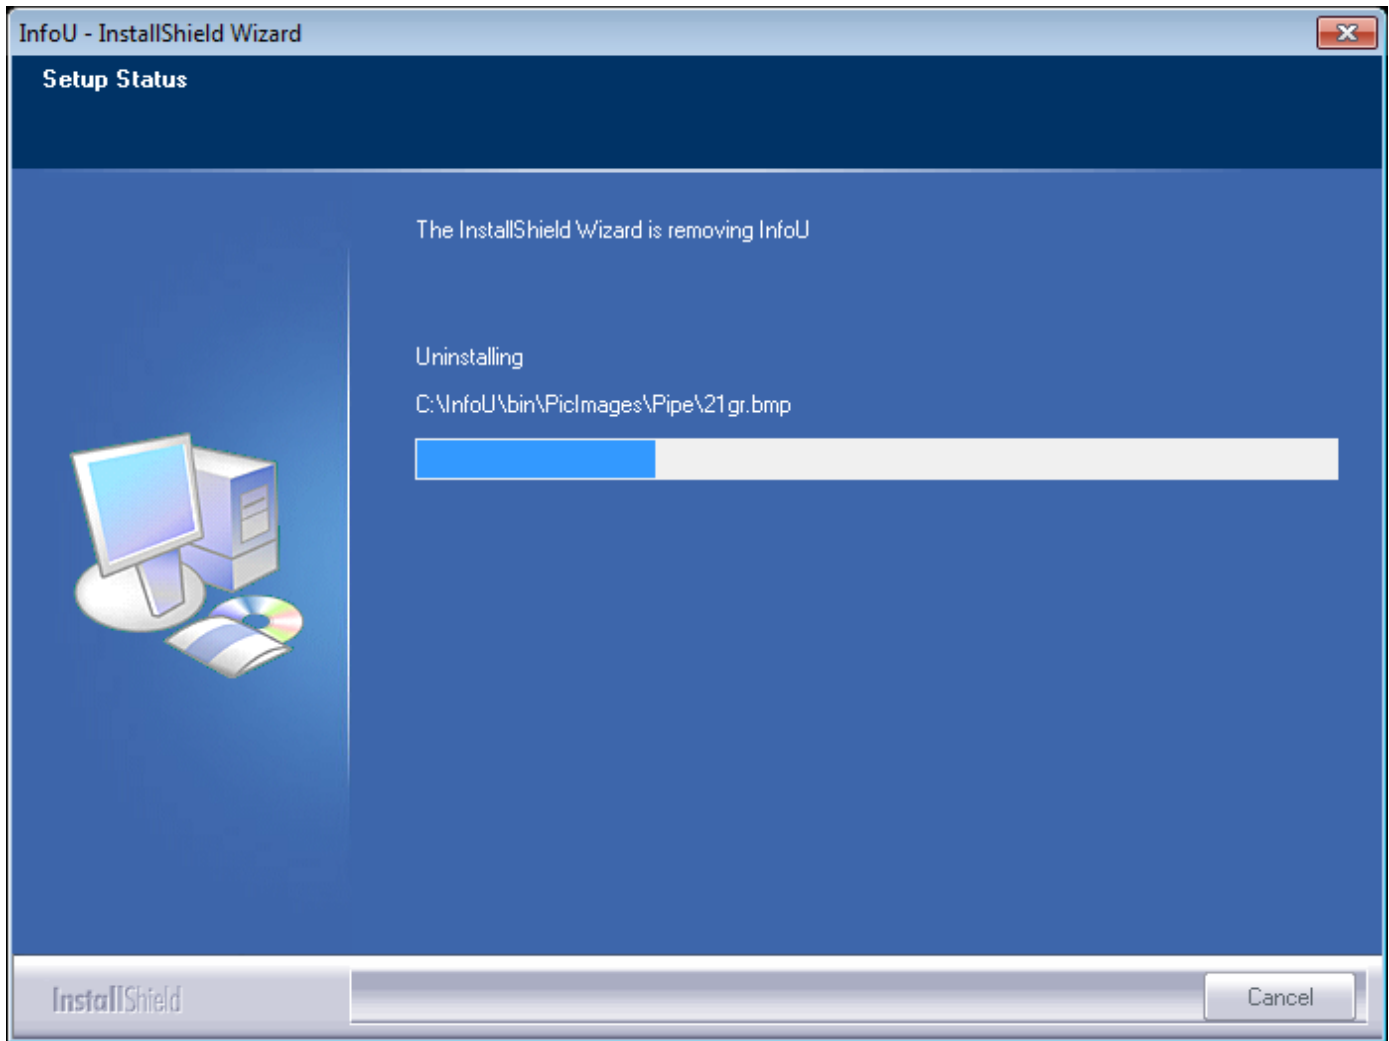 InfoU - InstallShield Wizard
Setup Status
The InstallShield Wizard is removing InfoU
Uninstalling
C:\InfoU\bin\PicImages\Pipe\21gr.bmp
InstallShield
Cancel